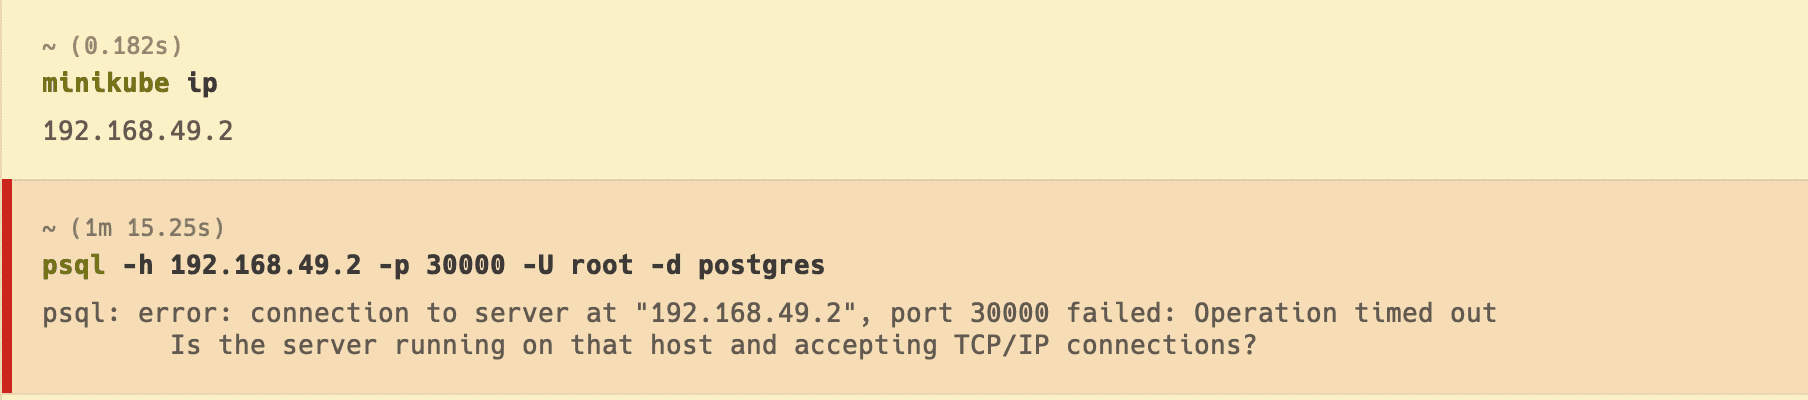 ~ (0.182s)
minikube ip
192.168.49.2
~ (1m 15.25s)
psql -h 192.168.49.2 -p 30000 -U root -d postgres
psql: error: connection to server at "192.168.49.2", port 30000 failed: Operation timed out
        Is the server running on that host and accepting TCP/IP connections?